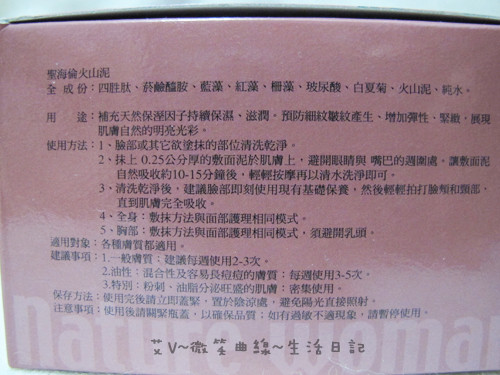 聖海倫火山泥
全成份：四胜肽、菸鹼醯胺、藍藻、紅藻、柵藻、玻尿酸、白夏菊、火山泥、純水。
用　途：補充天然保溼因子持續保濕、滋潤。預防細紋皺紋產生、增加彈性、緊緻，展現
肌膚自然的明亮光彩。
使用方法：1、臉部或其它欲塗抹的部位清洗乾淨。
2、抹上 0.25公分厚的敷面泥於肌膚上，避開眼睛與 嘴巴的週圍處。讓敷面泥
自然吸收約10-15分鐘後，輕輕按摩再以清水洗淨即可。
3、清洗乾淨後，建議臉部即刻使用現有基礎保養，然後輕輕拍打臉頰和頸部，
直到肌膚完全吸收。
4、全身：敷抹方法與面部護理相同模式。
5、胸部：敷抹方法與面部護理相同模式，須避開乳頭。
適用對象：各種膚質都適用。
建議事項：1.一般膚質：建議每週使用2-3次。
2.油性：混合性及容易長痘痘的膚質：每週使用3-5次。
3.特別：粉刺，油脂分泌旺盛的肌膚：密集使用。
保存方法：使用完後請立即蓋緊，置於陰涼處，避免陽光直接照射。
注意事項：使用後請關緊瓶蓋，以確保品質；如有過敏不適現象，請暫停使用。
nature woman
艾V~微笑曲線~生活日記